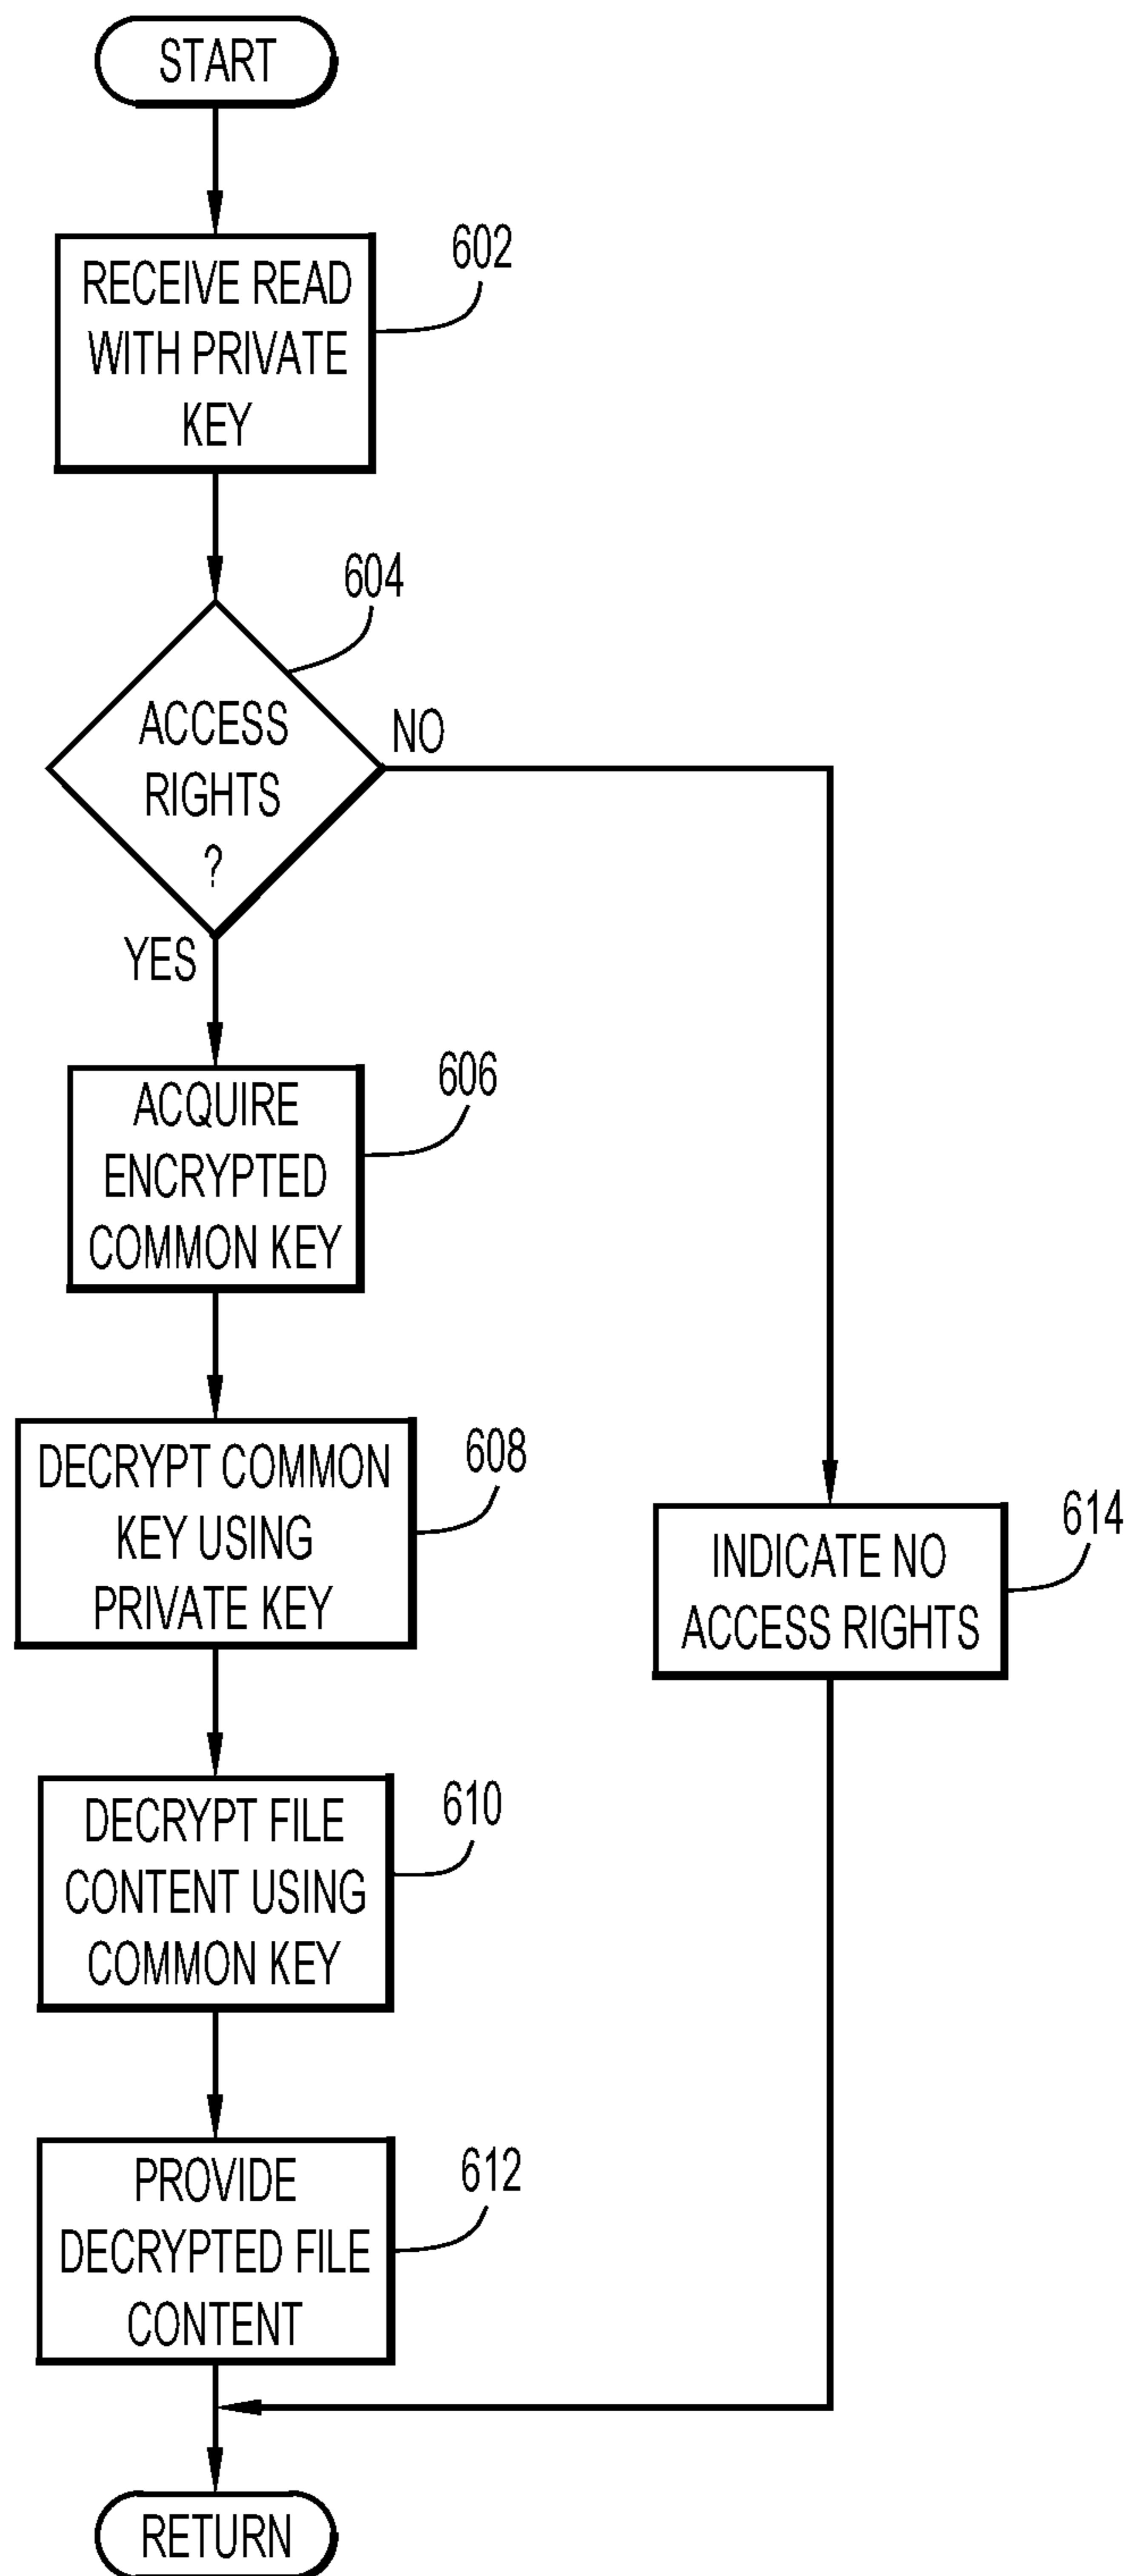 START
602
RECEIVE READ
WITH PRIVATE
KEY
604
ACCESS
RIGHTS
?
NO
YES
606
ACQUIRE
ENCRYPTED
COMMON KEY
608
DECRYPT COMMON
KEY USING
PRIVATE KEY
614
INDICATE NO
ACCESS RIGHTS
610
DECRYPT FILE
CONTENT USING
COMMON KEY
612
PROVIDE
DECRYPTED FILE
CONTENT
RETURN